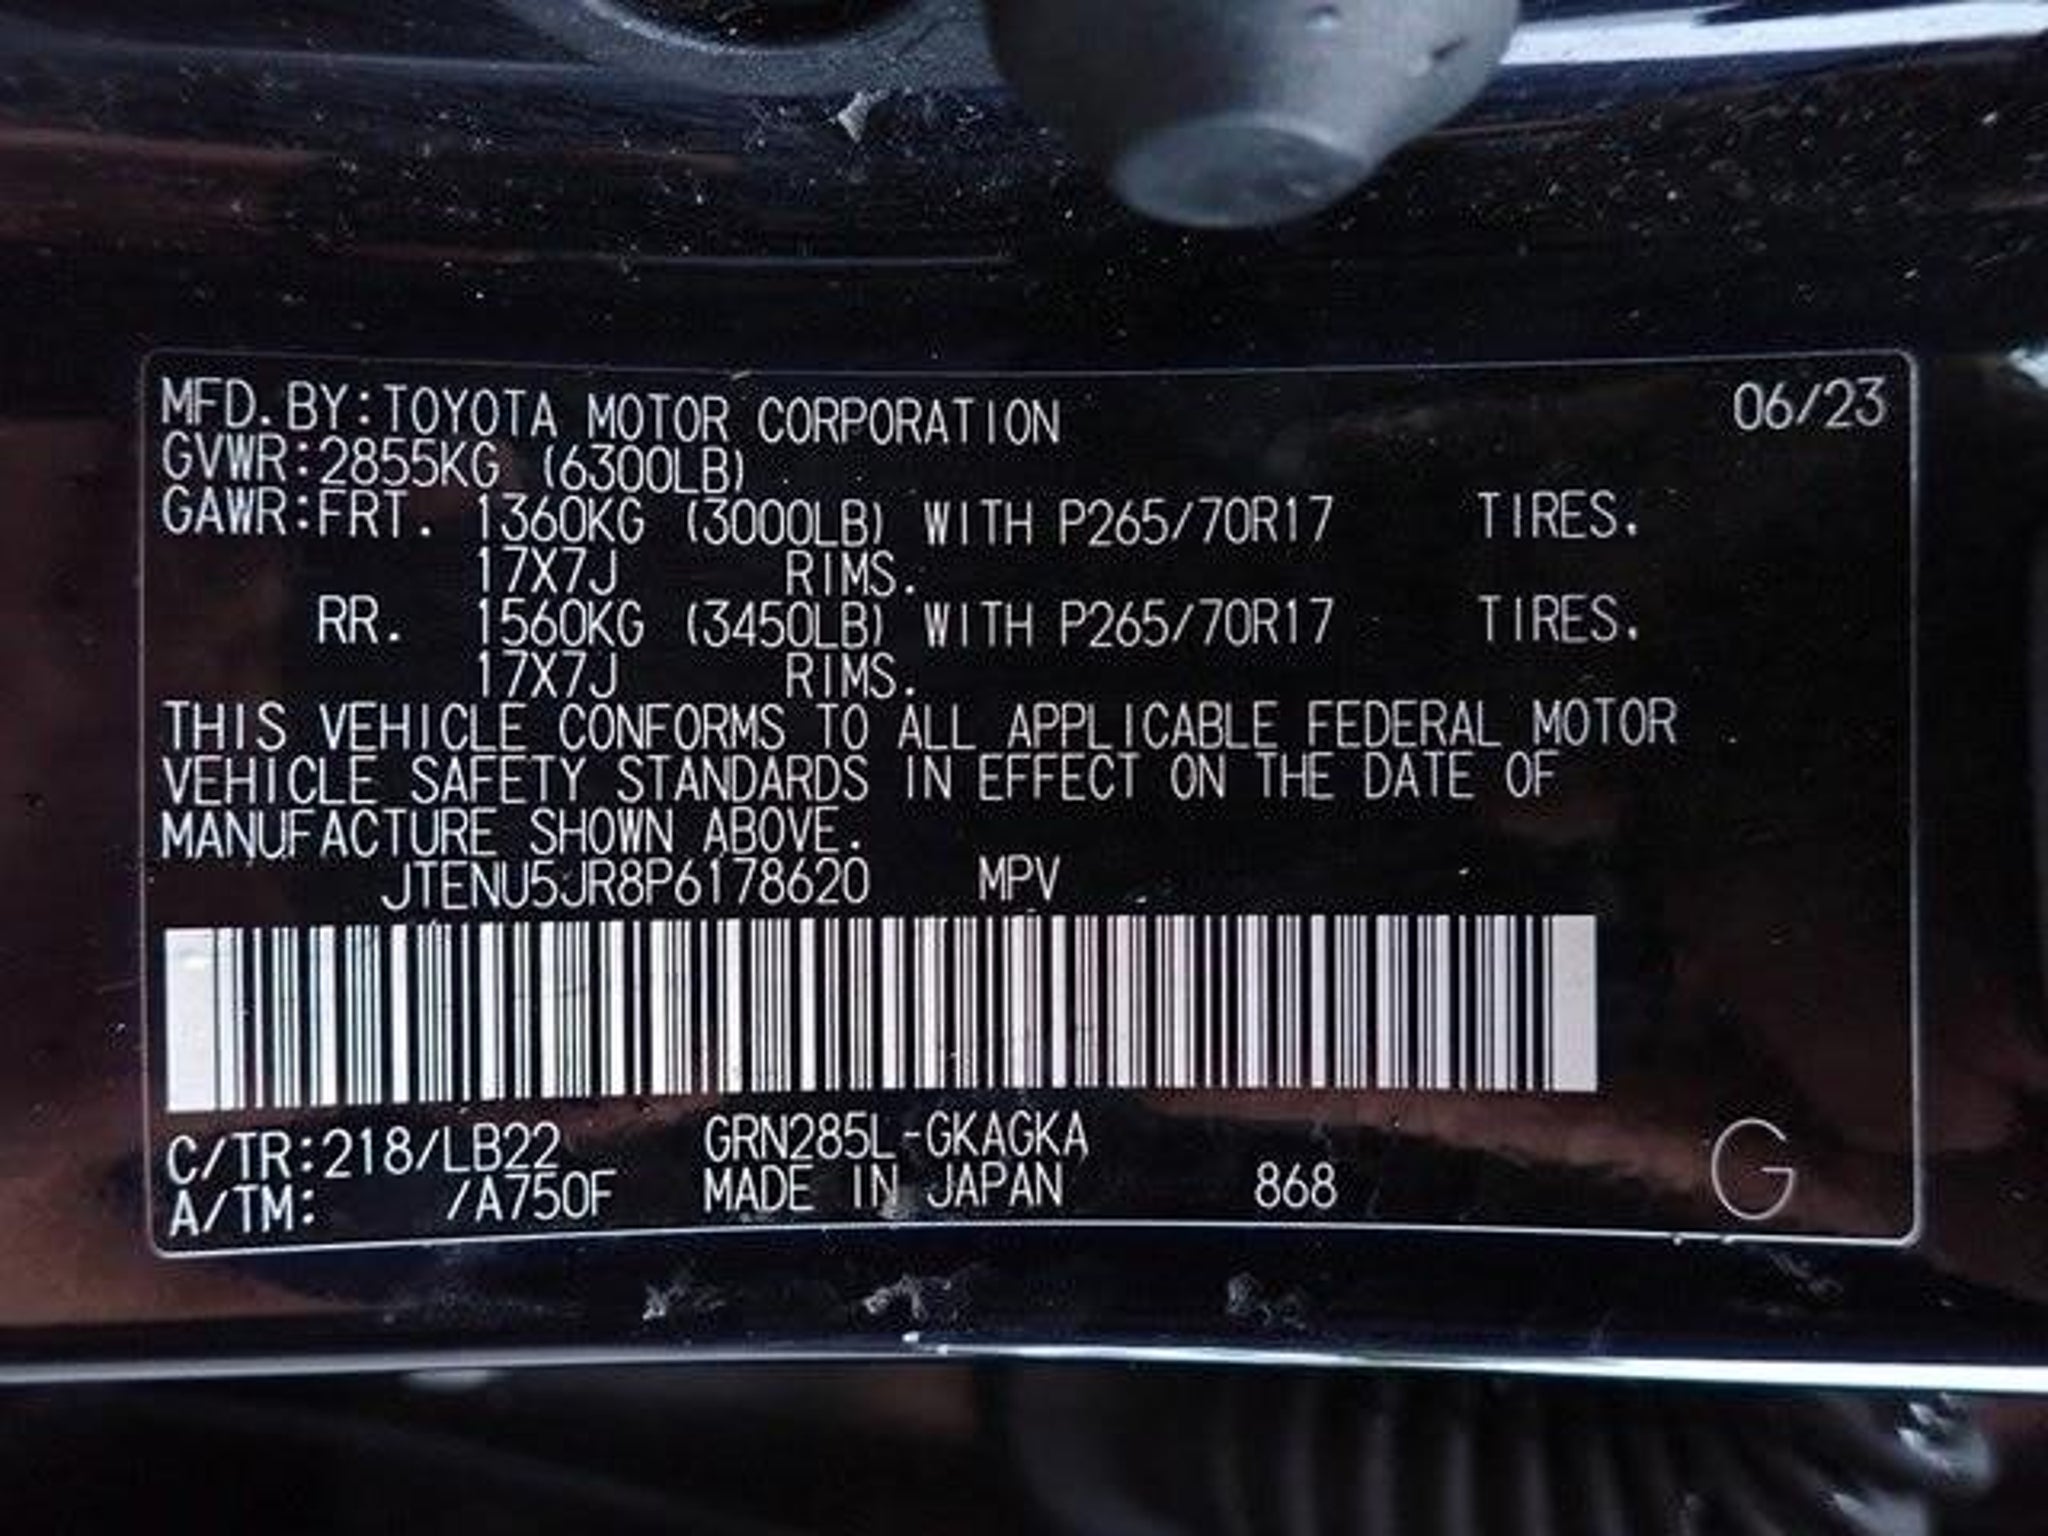 MFD. BY:TOYOTA MOTOR CORPORATION 06/23
GVWR:2855KG (6300LB)
GAWR:FRT. 1360KG (3000LB) WITH P265/70R17 TIRES.
17X7J RIMS.
RR. 1560KG (3450LB) WITH P265/70R17 TIRES.
17X7J RIMS.
THIS VEHICLE CONFORMS TO ALL APPLICABLE FEDERAL MOTOR
VEHICLE SAFETY STANDARDS IN EFFECT ON THE DATE OF
MANUFACTURE SHOWN ABOVE.
JTENU5JR8P6178620 MPV
C/TR:218/LB22 GRN285L-GKAGKA
A/TM: /A750F MADE IN JAPAN 868 G